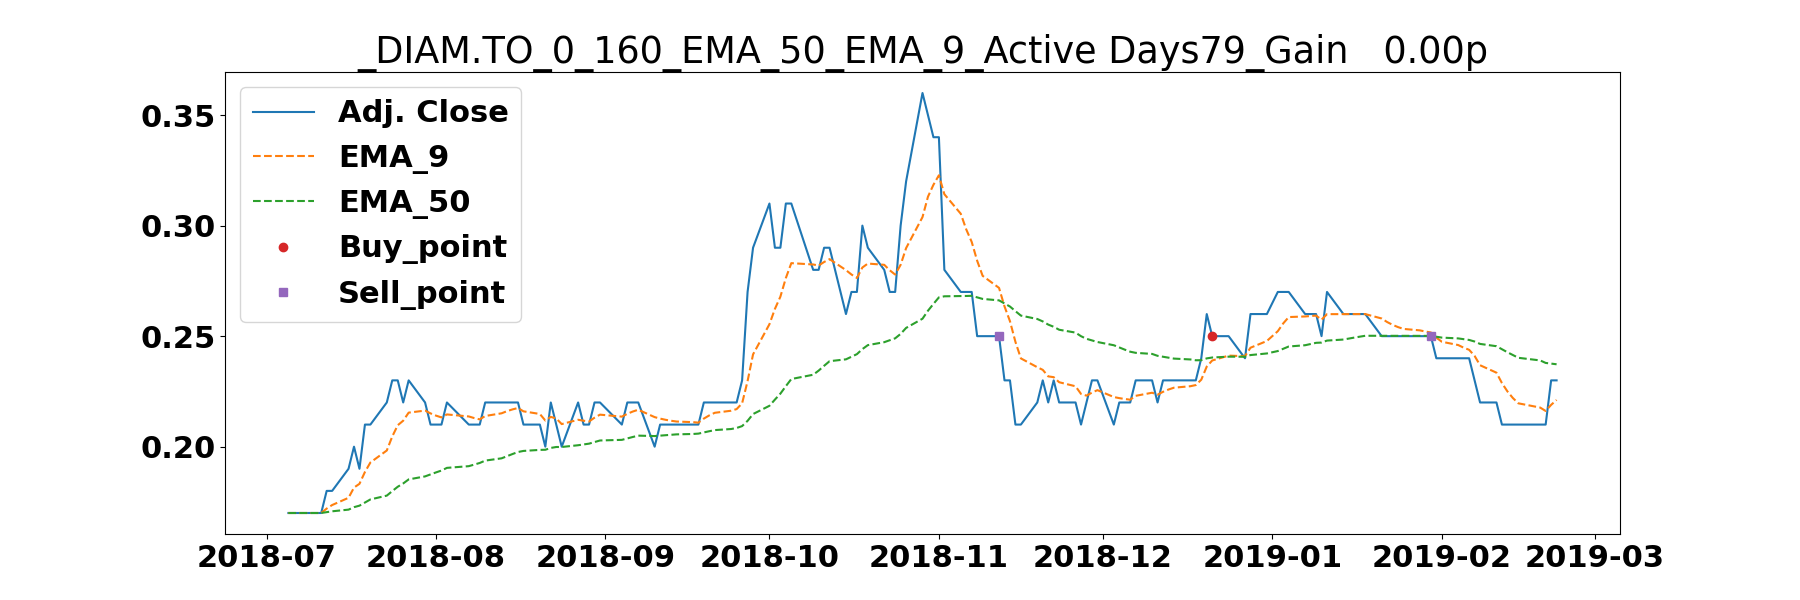 _DIAM.TO_0_160_EMA_50_EMA_9_Active Days79_Gain   0.00p
Adj. Close
EMA_9
EMA_50
Buy_point
Sell_point
0.35
0.30
0.25
0.20
2018-07 2018-08 2018-09 2018-10 2018-11 2018-12 2019-01 2019-02 2019-03